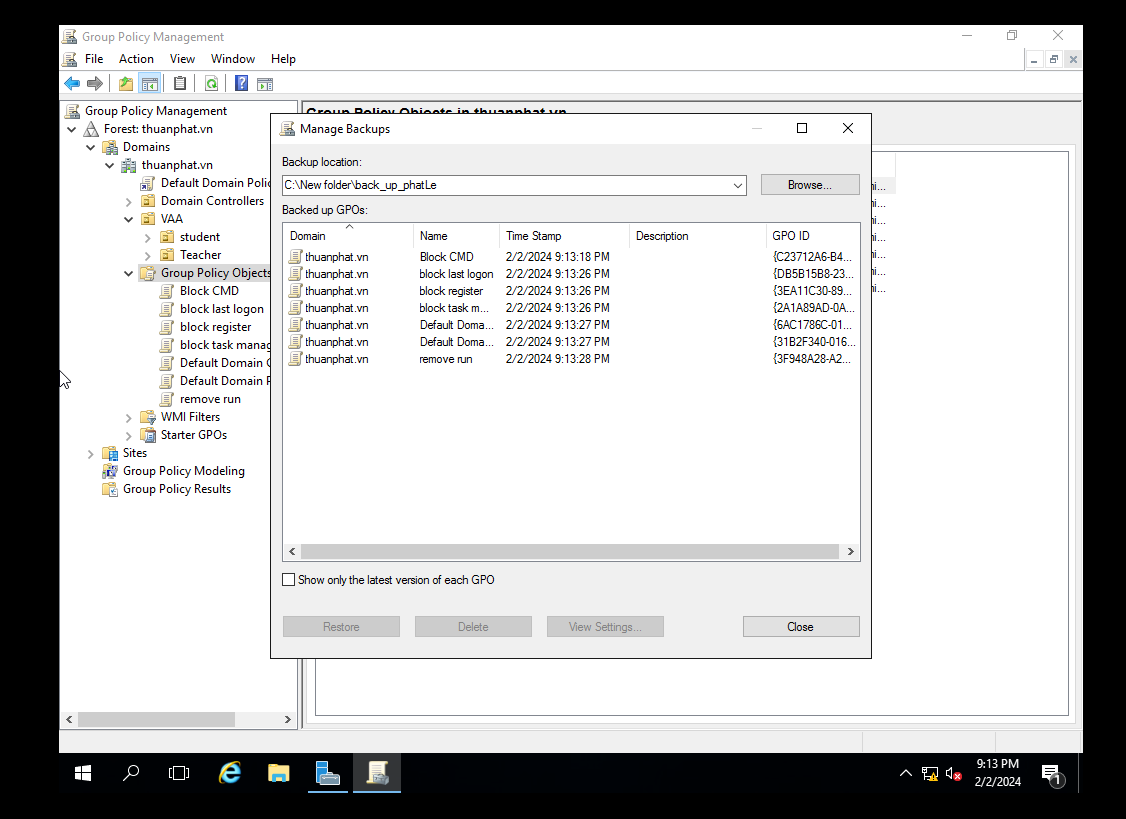 Group Policy Management
File Action View Window Help
Group Policy Management
Forest: thuanphat.vn
Domains
thuanphat.vn
Default Domain Polic
Domain Controllers
VAA
student
Teacher
Group Policy Objects
Block CMD
block last logon
block register
block task manag
Default Domain C
Default Domain P
remove run
WMI Filters
Starter GPOs
Sites
Group Policy Modeling
Group Policy Results
Group Policy Objects in thuanphat.vn
Manage Backups
Backup location:
C:\New folder\back_up_phatLe
Browse...
Backed up GPOs:
Domain Name Time Stamp Description GPO ID
thuanphat.vn Block CMD 2/2/2024 9:13:18 PM {C23712A6-B4...
thuanphat.vn block last logon 2/2/2024 9:13:26 PM {DB5B15B8-23...
thuanphat.vn block register 2/2/2024 9:13:26 PM {3EA11C30-89...
thuanphat.vn block task m... 2/2/2024 9:13:26 PM {2A1A89AD-0A...
thuanphat.vn Default Doma... 2/2/2024 9:13:27 PM {6AC1786C-01...
thuanphat.vn Default Doma... 2/2/2024 9:13:27 PM {31B2F340-016...
thuanphat.vn remove run 2/2/2024 9:13:28 PM {3F948A28-A2...
Show only the latest version of each GPO
Restore Delete View Settings... Close
9:13 PM
2/2/2024
1